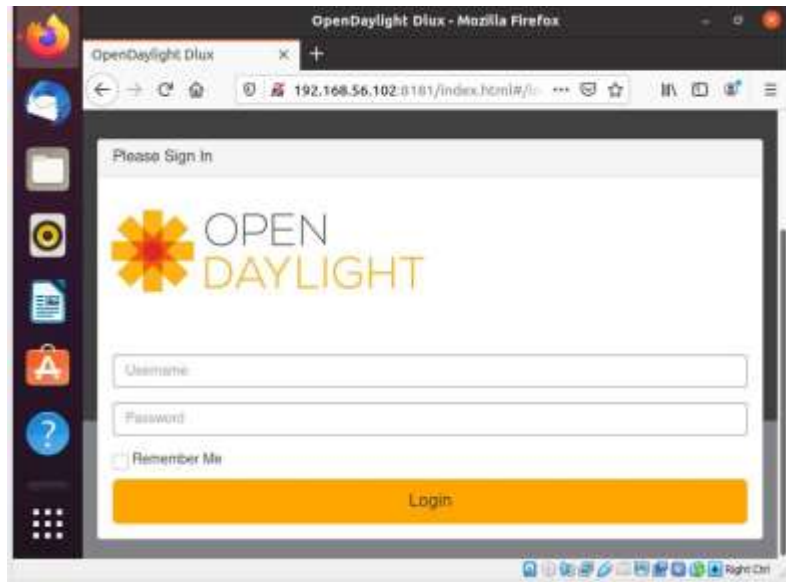 OpenDaylight Dlux - Mozilla Firefox
OpenDaylight Dlux
192.168.56.102:8181/index.html#/l
Please Sign In
OPEN
DAYLIGHT
Username
Password
Remember Me
Login
Right Ctrl